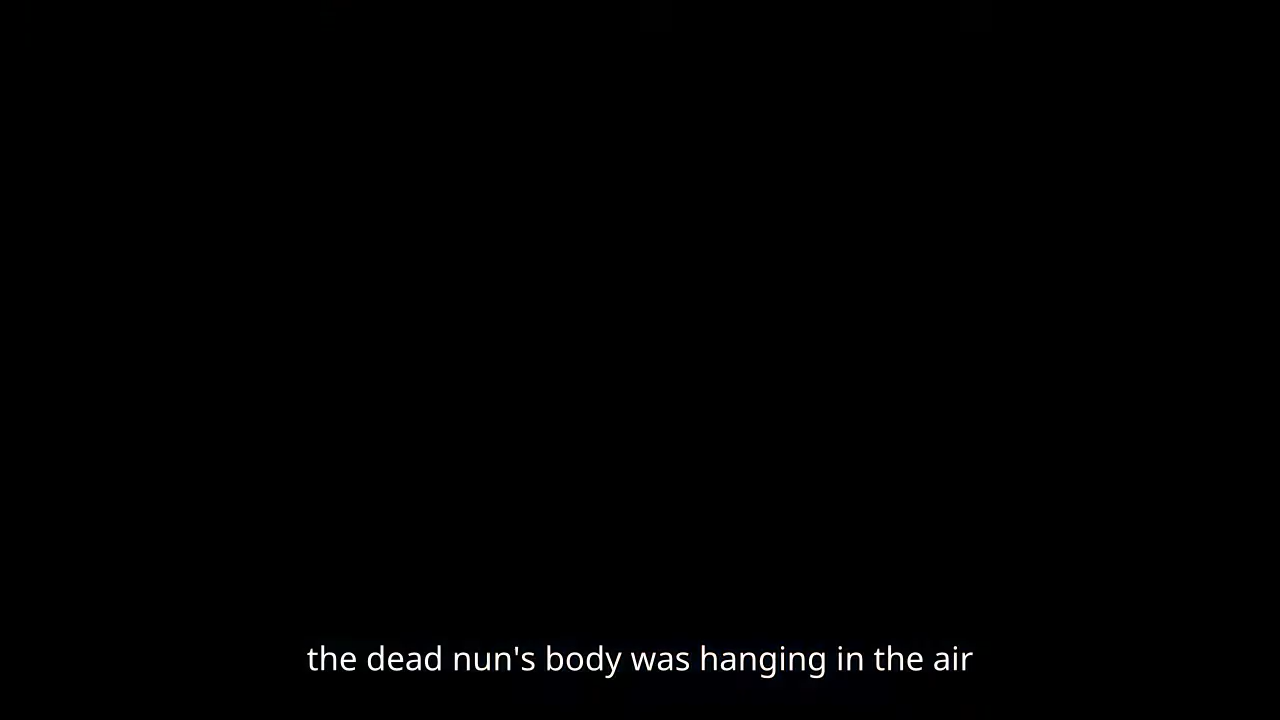 the dead nun's body was hanging in the air